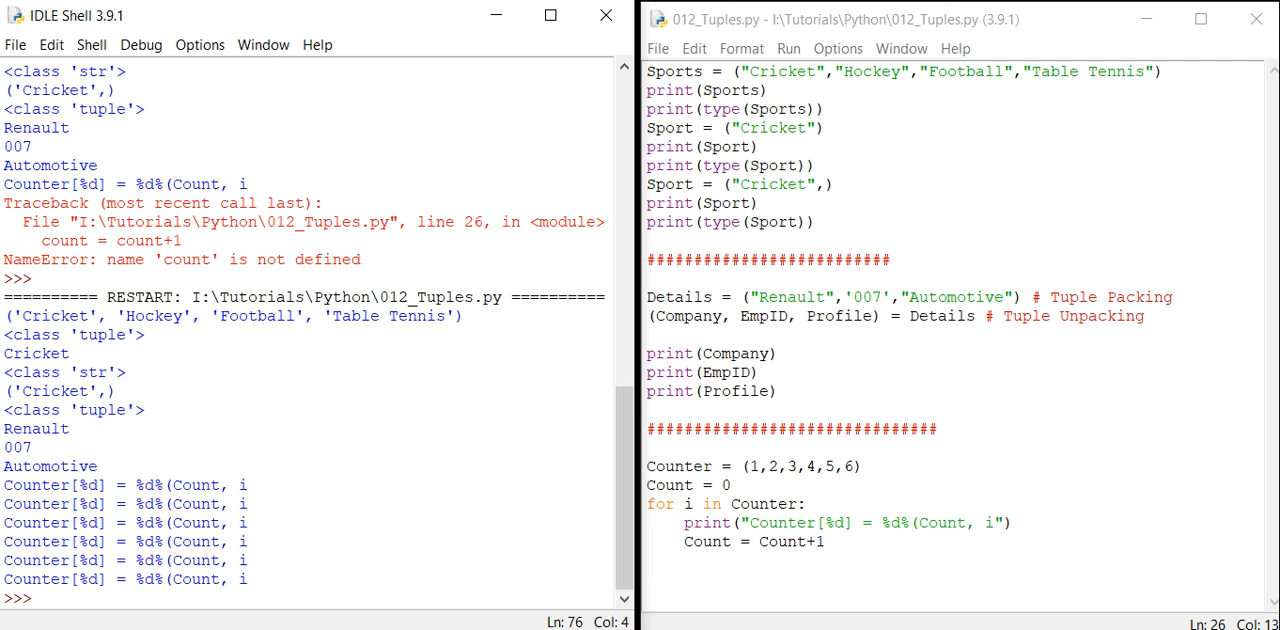 IDLE Shell 3.9.1
File Edit Shell Debug Options Window Help
<class 'str'>
('Cricket',)
<class 'tuple'>
Renault
007
Automotive
Counter[%d] = %d%(Count, i
Traceback (most recent call last):
  File "I:\Tutorials\Python\012_Tuples.py", line 26, in <module>
    count = count+1
NameError: name 'count' is not defined
>>>
========== RESTART: I:\Tutorials\Python\012_Tuples.py ==========
('Cricket', 'Hockey', 'Football', 'Table Tennis')
<class 'tuple'>
Cricket
<class 'str'>
('Cricket',)
<class 'tuple'>
Renault
007
Automotive
Counter[%d] = %d%(Count, i
Counter[%d] = %d%(Count, i
Counter[%d] = %d%(Count, i
Counter[%d] = %d%(Count, i
Counter[%d] = %d%(Count, i
Counter[%d] = %d%(Count, i
>>>
Ln: 76 Col: 4
012_Tuples.py - I:\Tutorials\Python\012_Tuples.py (3.9.1)
File Edit Format Run Options Window Help
Sports = ("Cricket","Hockey","Football","Table Tennis")
print(Sports)
print(type(Sports))
Sport = ("Cricket")
print(Sport)
print(type(Sport))
Sport = ("Cricket",)
print(Sport)
print(type(Sport))
##########################
Details = ("Renault",'007',"Automotive") # Tuple Packing
(Company, EmpID, Profile) = Details # Tuple Unpacking
print(Company)
print(EmpID)
print(Profile)
###############################
Counter = (1,2,3,4,5,6)
Count = 0
for i in Counter:
    print("Counter[%d] = %d%(Count, i")
    Count = Count+1
Ln: 26 Col: 13